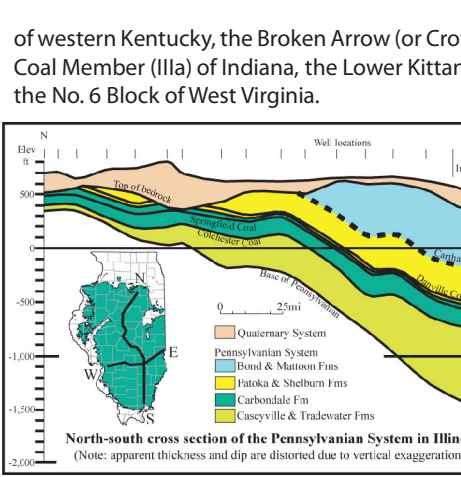 of western Kentucky, the Broken Arrow (or Cro
Coal Member (IIIa) of Indiana, the Lower Kittan
the No. 6 Block of West Virginia.
N
Elev
ft
Well locations
In
Top of bedrock
500
Springfield Coal
Colchester Coal
Cartha
0
Base of Pennsylvanian
Danville Co
N
0 25mi
-500
Quaternary System
Pennsylvanian System
Bond & Mattoon Fms
-1,000
E
W
Patoka & Shelburn Fms
Carbondale Fm
-1,500
Caseyville & Tradewater Fms
S
North-south cross section of the Pennsylvanian System in Illin
(Note: apparent thickness and dip are distorted due to vertical exaggeration
-2,000